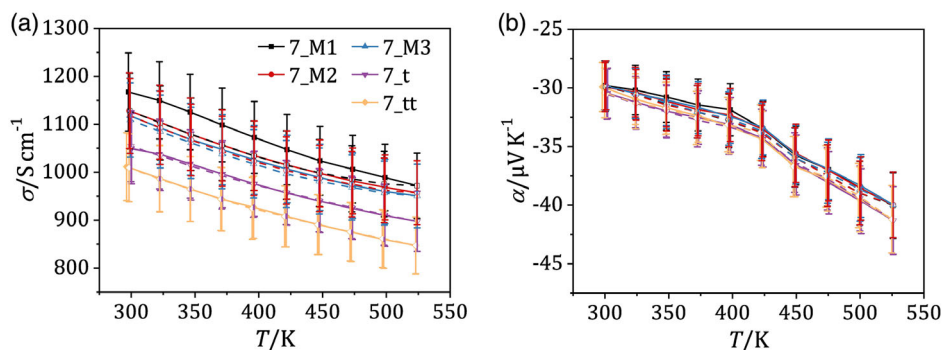 (a)
1300
1200
1100
1000
900
800
σ/S cm⁻¹
7_M1
7_M2
7_M3
7_t
7_tt
300 350 400 450 500 550
T/K
(b)
-25
-30
-35
-40
-45
α/µV K⁻¹
300 350 400 450 500 550
T/K